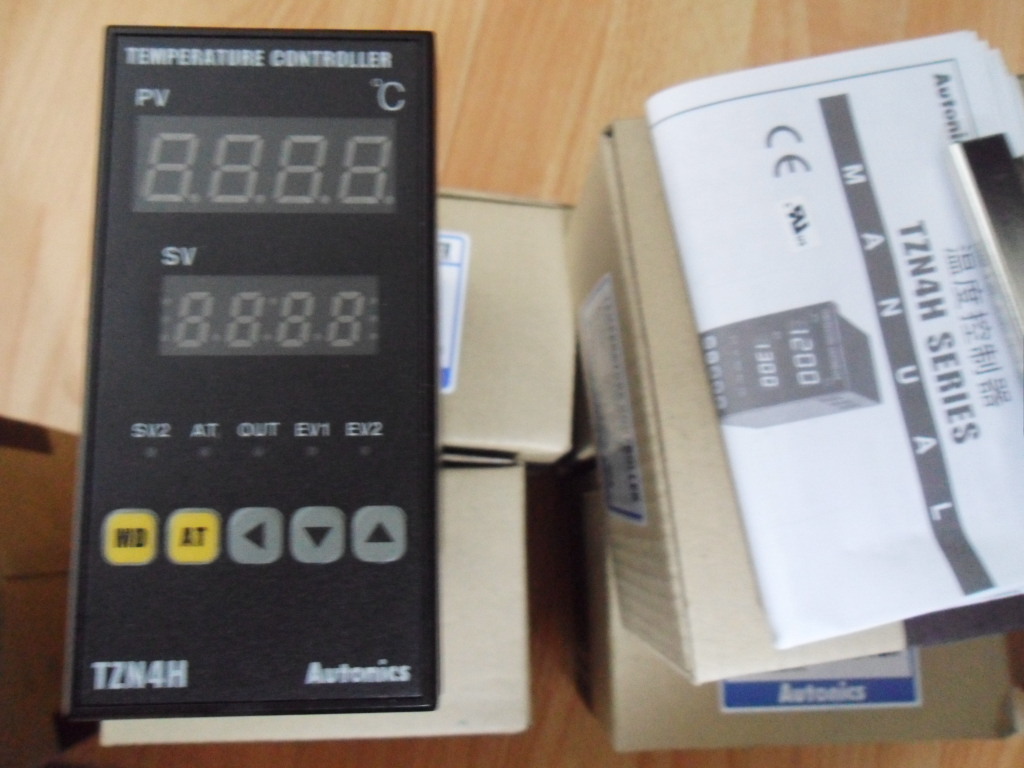 TEMPERATURE CONTROLLER
PV
°C
8.8.8.8.
SV
8.8.8.8
SV2 AT OUT EV1 EV2
MD AT
TZN4H
Autonics
CE
MANUAL
TZN4H SERIES
温度控制器
1200
1300
Autonics